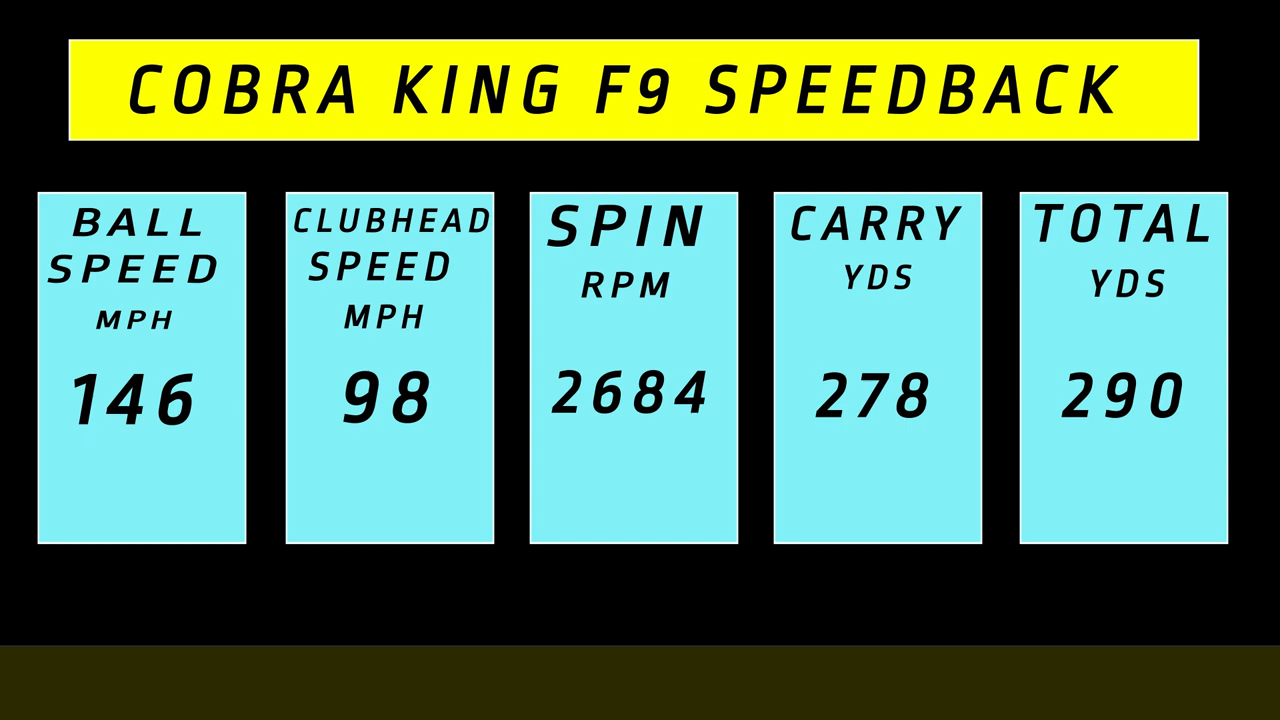 COBRA KING F9 SPEEDBACK
BALL
SPEED
MPH
146
CLUBHEAD
SPEED
MPH
98
SPIN
RPM
2684
CARRY
YDS
278
TOTAL
YDS
290